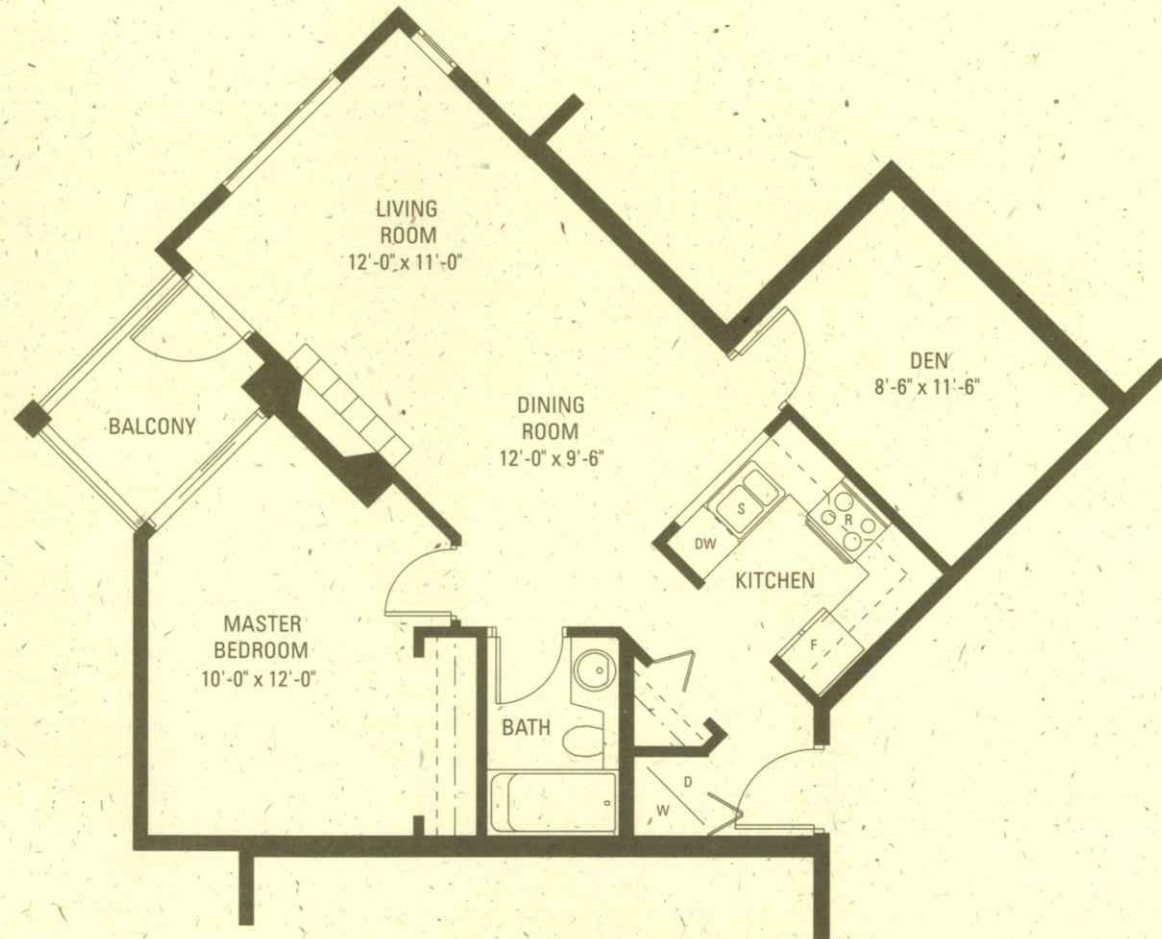 LIVING
ROOM
12'-0" x 11'-0"
DEN
8'-6" x 11'-6"
DINING
ROOM
12'-0" x 9'-6"
BALCONY
S
R
DW
KITCHEN
F
MASTER
BEDROOM
10'-0" x 12'-0"
BATH
D
W